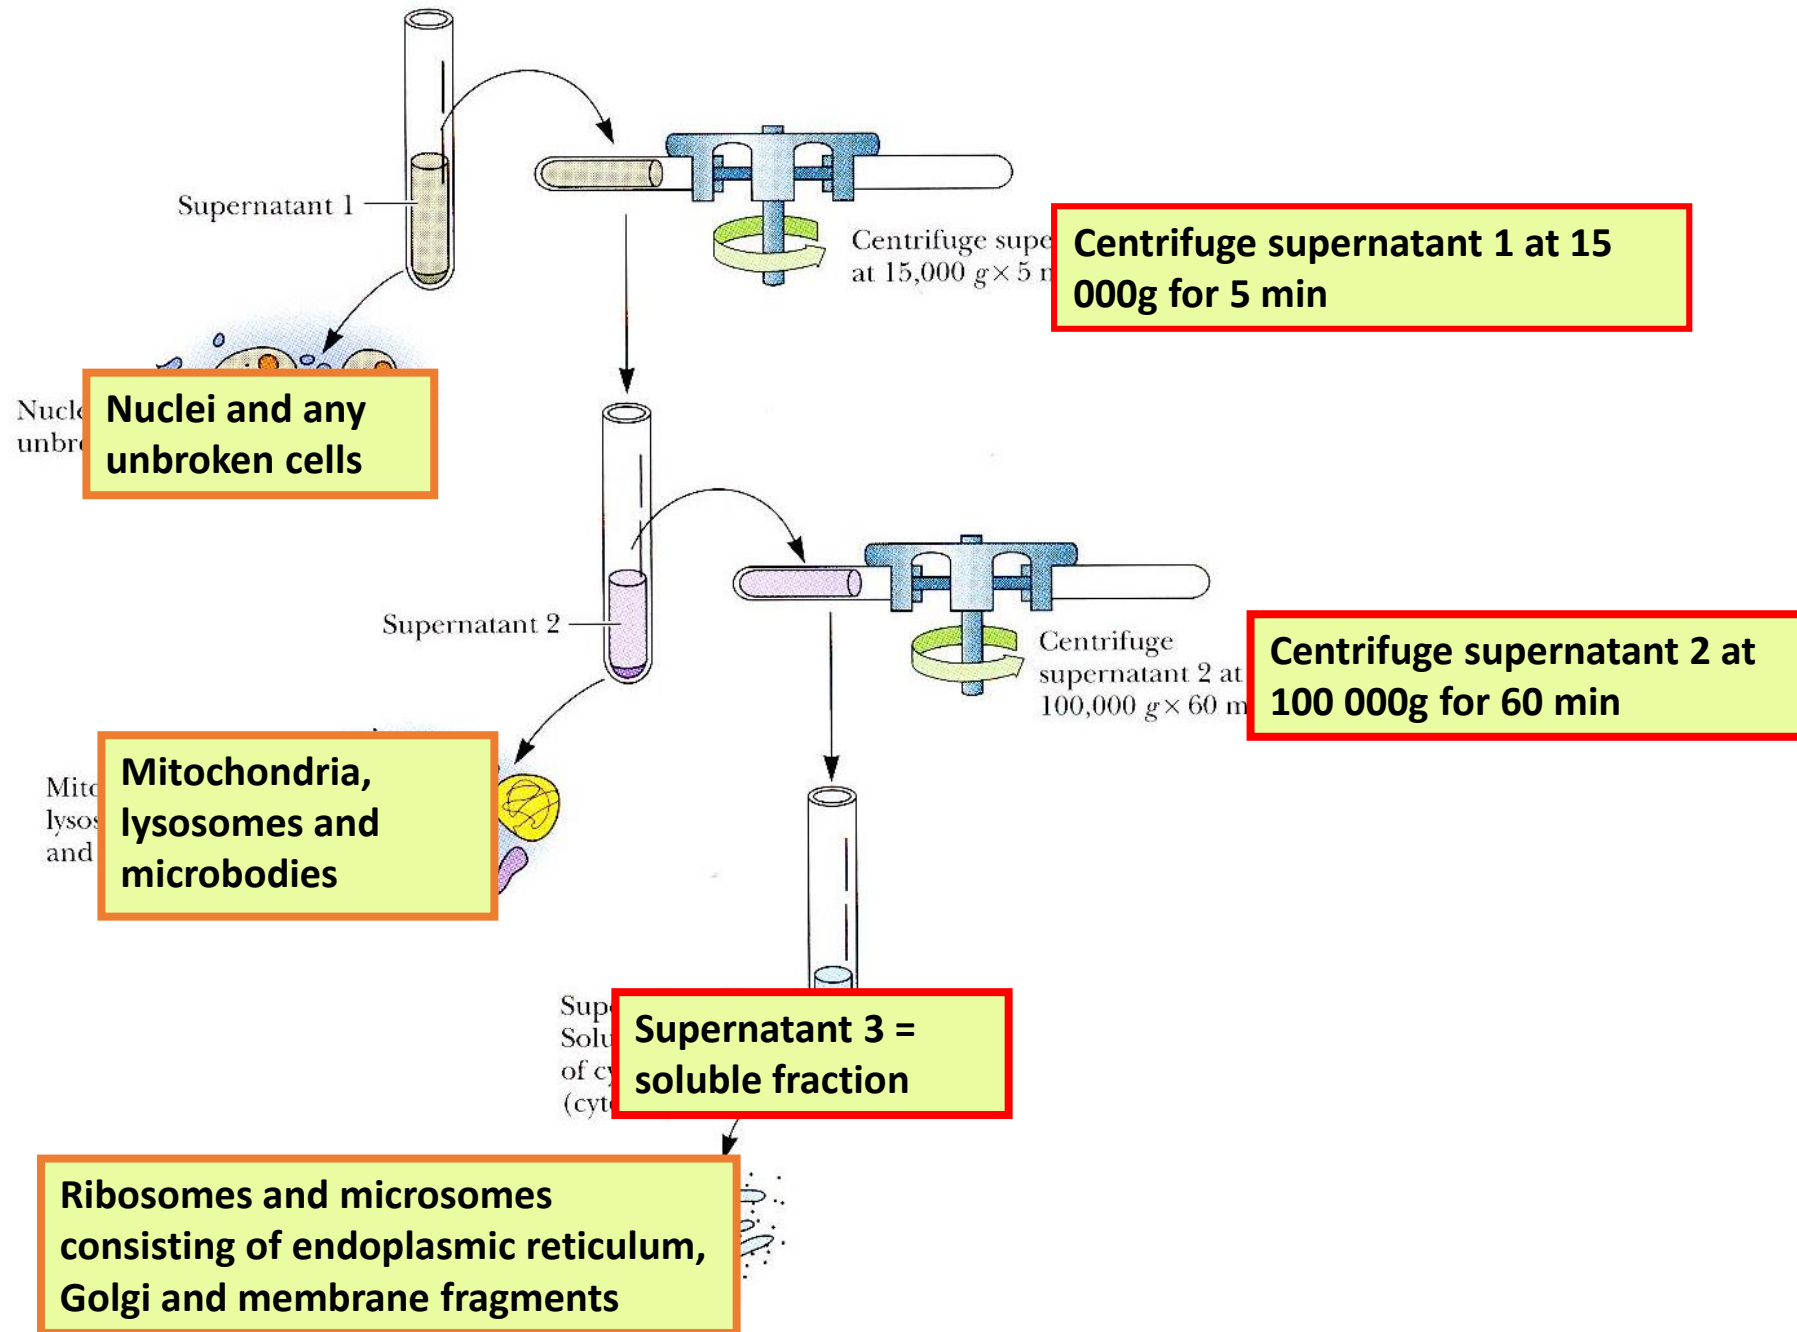 Supernatant 1
Centrifuge supe
at 15,000 g × 5 m
Centrifuge supernatant 1 at 15
000g for 5 min
Nucle
unbr
Nuclei and any
unbroken cells
Supernatant 2
Centrifuge
supernatant 2 at
100,000 g × 60 m
Centrifuge supernatant 2 at
100 000g for 60 min
Mito
lysos
and
Mitochondria,
lysosomes and
microbodies
Sup
Solu
of cy
(cyt
Supernatant 3 =
soluble fraction
Ribosomes and microsomes
consisting of endoplasmic reticulum,
Golgi and membrane fragments